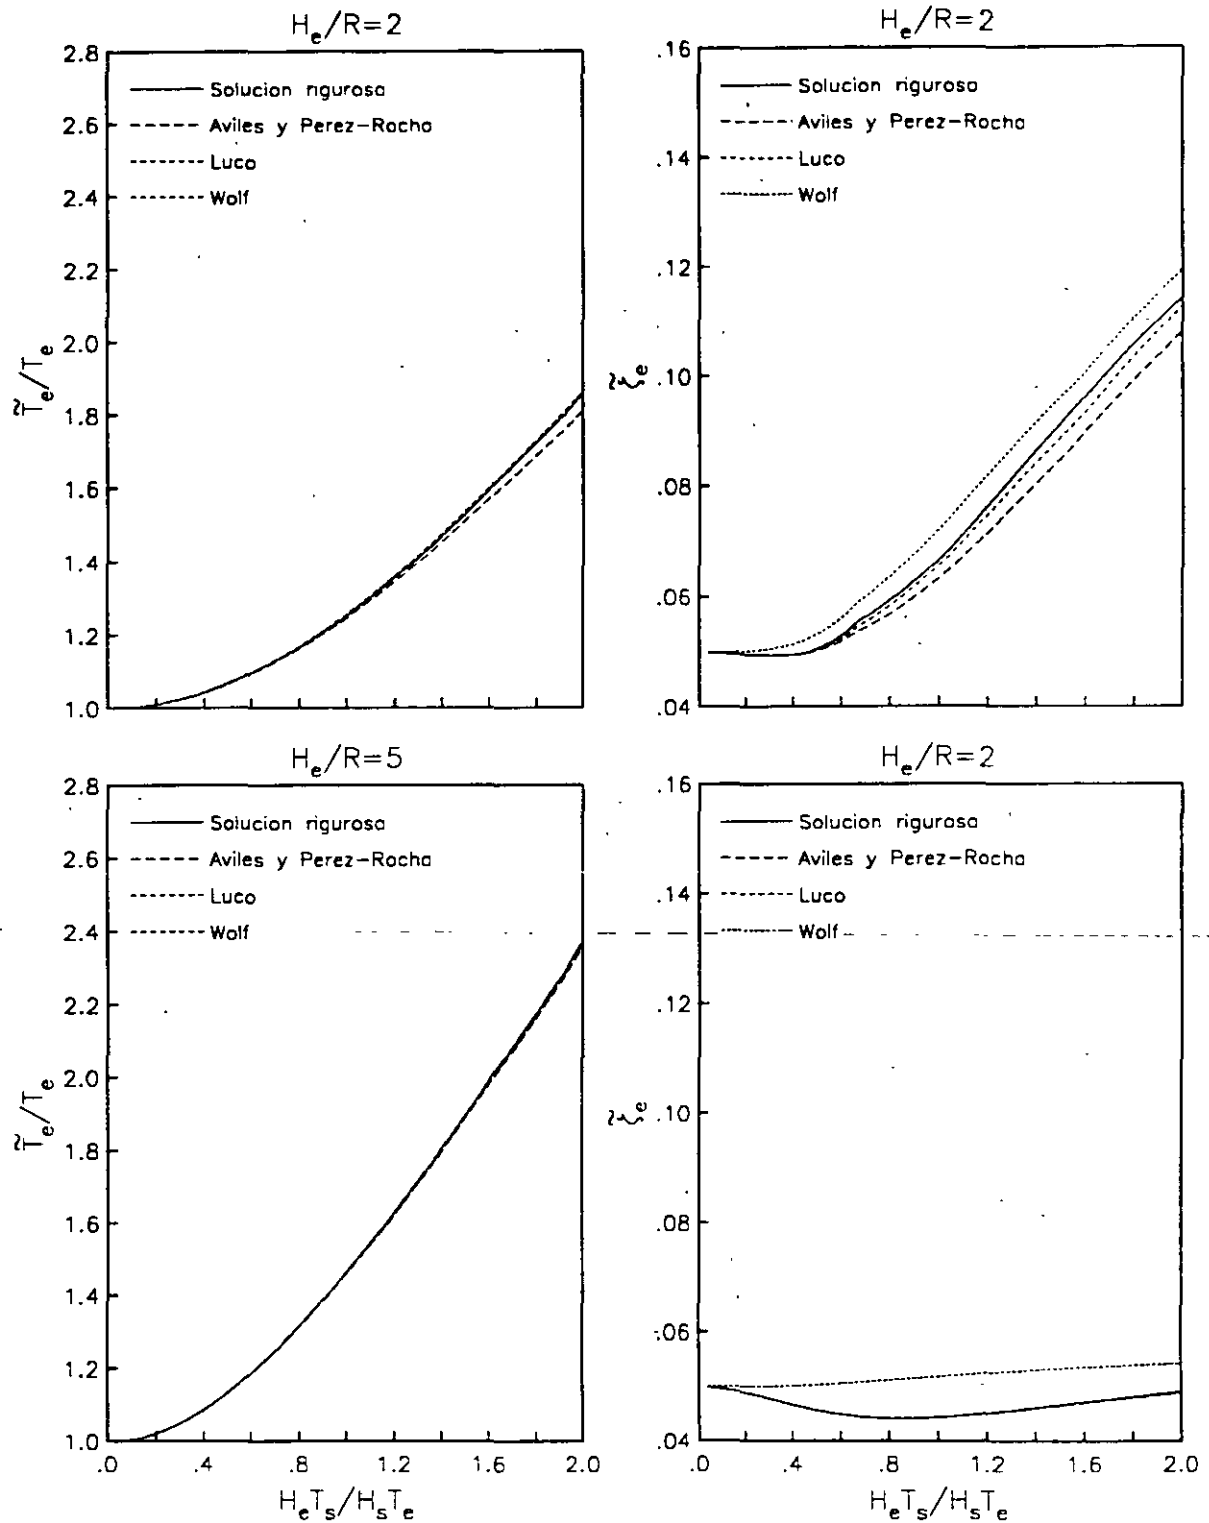 H_e/R=2
2.8
2.6
2.4
2.2
2.0
1.8
1.6
1.4
1.2
1.0
T̃_e/T_e
Solucion rigurosa
Aviles y Perez-Rocha
Luco
Wolf
H_e/R=2
.16
.14
.12
.10
.08
.06
.04
ξ̃_e
Solucion rigurosa
Aviles y Perez-Rocha
Luco
Wolf
H_e/R=5
2.8
2.6
2.4
2.2
2.0
1.8
1.6
1.4
1.2
1.0
T̃_e/T_e
Solucion rigurosa
Aviles y Perez-Rocha
Luco
Wolf
.0 .4 .8 1.2 1.6 2.0
H_eT_s/H_sT_e
H_e/R=2
.16
.14
.12
.10
.08
.06
.04
ξ̃_e
Solucion rigurosa
Aviles y Perez-Rocha
Luco
Wolf
.0 .4 .8 1.2 1.6 2.0
H_eT_s/H_sT_e